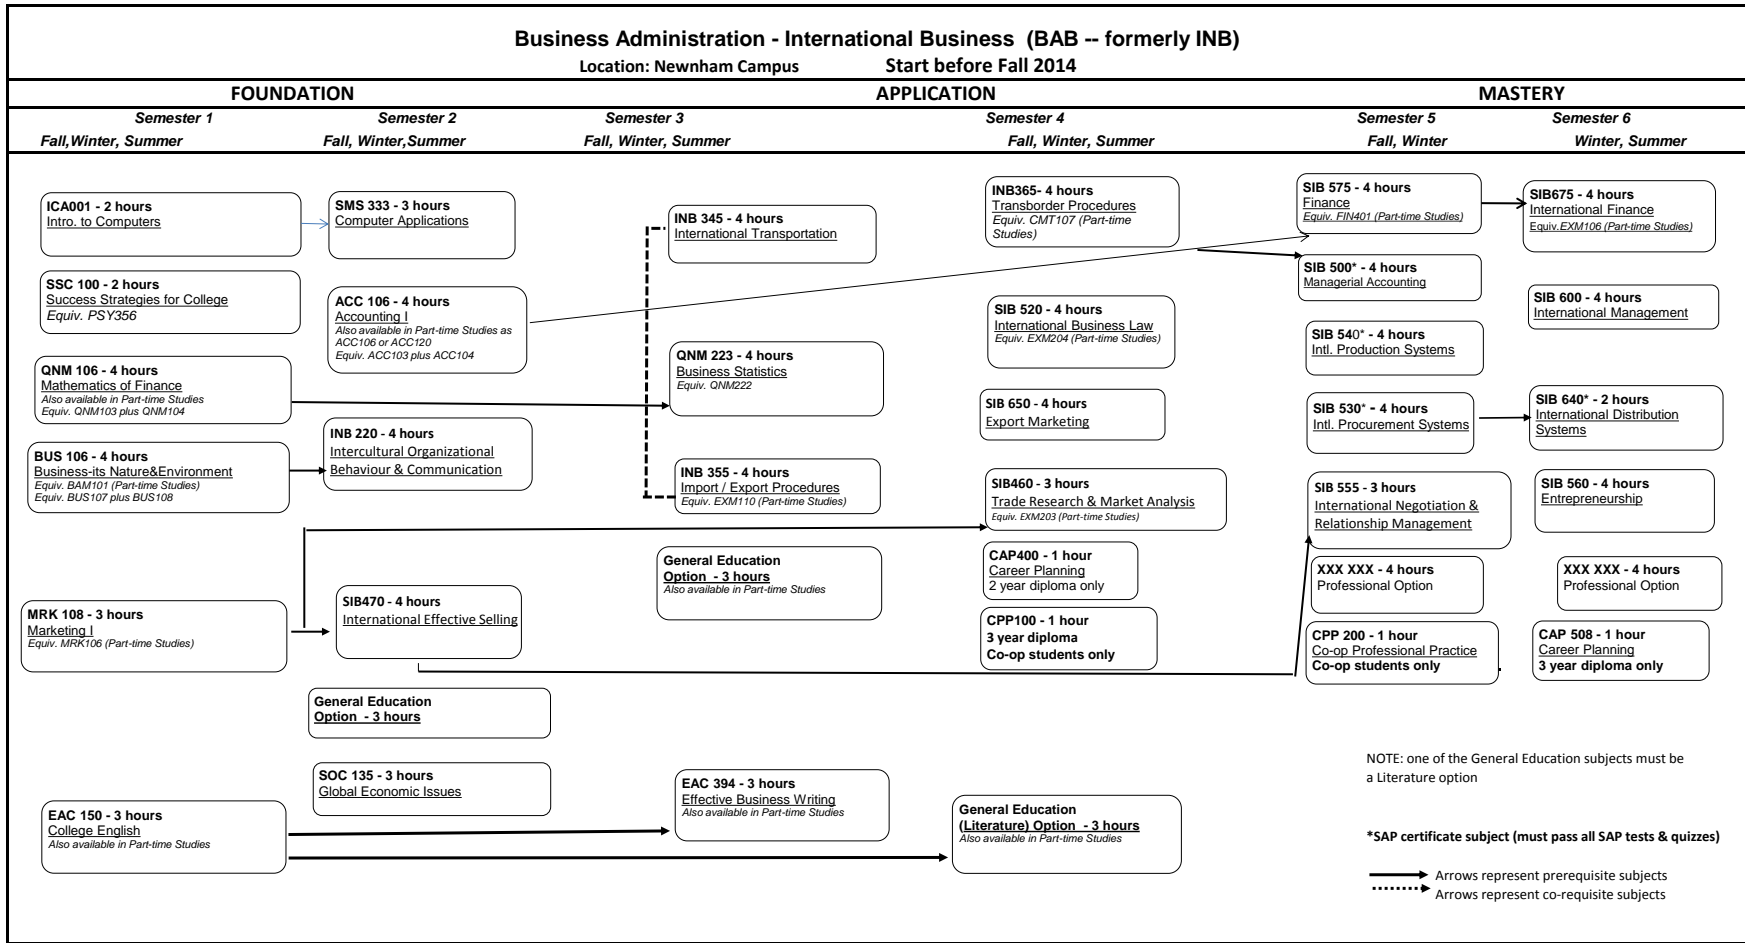 Business Administration - International Business (BAB -- formerly INB)
Location: Newnham Campus Start before Fall 2014
FOUNDATION APPLICATION MASTERY
Semester 1 Semester 2 Semester 3 Semester 4 Semester 5 Semester 6
Fall,Winter, Summer Fall, Winter,Summer Fall, Winter, Summer Fall, Winter, Summer Fall, Winter Winter, Summer
ICA001 - 2 hours
Intro. to Computers
SSC 100 - 2 hours
Success Strategies for College
Equiv. PSY356
QNM 106 - 4 hours
Mathematics of Finance
Also available in Part-time Studies
Equiv. QNM103 plus QNM104
BUS 106 - 4 hours
Business-its Nature&Environment
Equiv. BAM101 (Part-time Studies)
Equiv. BUS107 plus BUS108
MRK 108 - 3 hours
Marketing I
Equiv. MRK106 (Part-time Studies)
EAC 150 - 3 hours
College English
Also available in Part-time Studies
SMS 333 - 3 hours
Computer Applications
ACC 106 - 4 hours
Accounting I
Also available in Part-time Studies as
ACC106 or ACC120
Equiv. ACC103 plus ACC104
INB 220 - 4 hours
Intercultural Organizational
Behaviour & Communication
SIB470 - 4 hours
International Effective Selling
General Education
Option - 3 hours
SOC 135 - 3 hours
Global Economic Issues
INB 345 - 4 hours
International Transportation
QNM 223 - 4 hours
Business Statistics
Equiv. QNM222
INB 355 - 4 hours
Import / Export Procedures
Equiv. EXM110 (Part-time Studies)
General Education
Option - 3 hours
Also available in Part-time Studies
EAC 394 - 3 hours
Effective Business Writing
Also available in Part-time Studies
INB365- 4 hours
Transborder Procedures
Equiv. CMT107 (Part-time
Studies)
SIB 520 - 4 hours
International Business Law
Equiv. EXM204 (Part-time Studies)
SIB 650 - 4 hours
Export Marketing
SIB460 - 3 hours
Trade Research & Market Analysis
Equiv. EXM203 (Part-time Studies)
CAP400 - 1 hour
Career Planning
2 year diploma only
CPP100 - 1 hour
3 year diploma
Co-op students only
General Education
(Literature) Option - 3 hours
Also available in Part-time Studies
SIB 575 - 4 hours
Finance
Equiv. FIN401 (Part-time Studies)
SIB 500* - 4 hours
Managerial Accounting
SIB 540* - 4 hours
Intl. Production Systems
SIB 530* - 4 hours
Intl. Procurement Systems
SIB 555 - 3 hours
International Negotiation &
Relationship Management
XXX XXX - 4 hours
Professional Option
CPP 200 - 1 hour
Co-op Professional Practice
Co-op students only
SIB675 - 4 hours
International Finance
Equiv.EXM106 (Part-time Studies)
SIB 600 - 4 hours
International Management
SIB 640* - 2 hours
International Distribution
Systems
SIB 560 - 4 hours
Entrepreneurship
XXX XXX - 4 hours
Professional Option
CAP 508 - 1 hour
Career Planning
3 year diploma only
NOTE: one of the General Education subjects must be
a Literature option
*SAP certificate subject (must pass all SAP tests & quizzes)
Arrows represent prerequisite subjects
Arrows represent co-requisite subjects